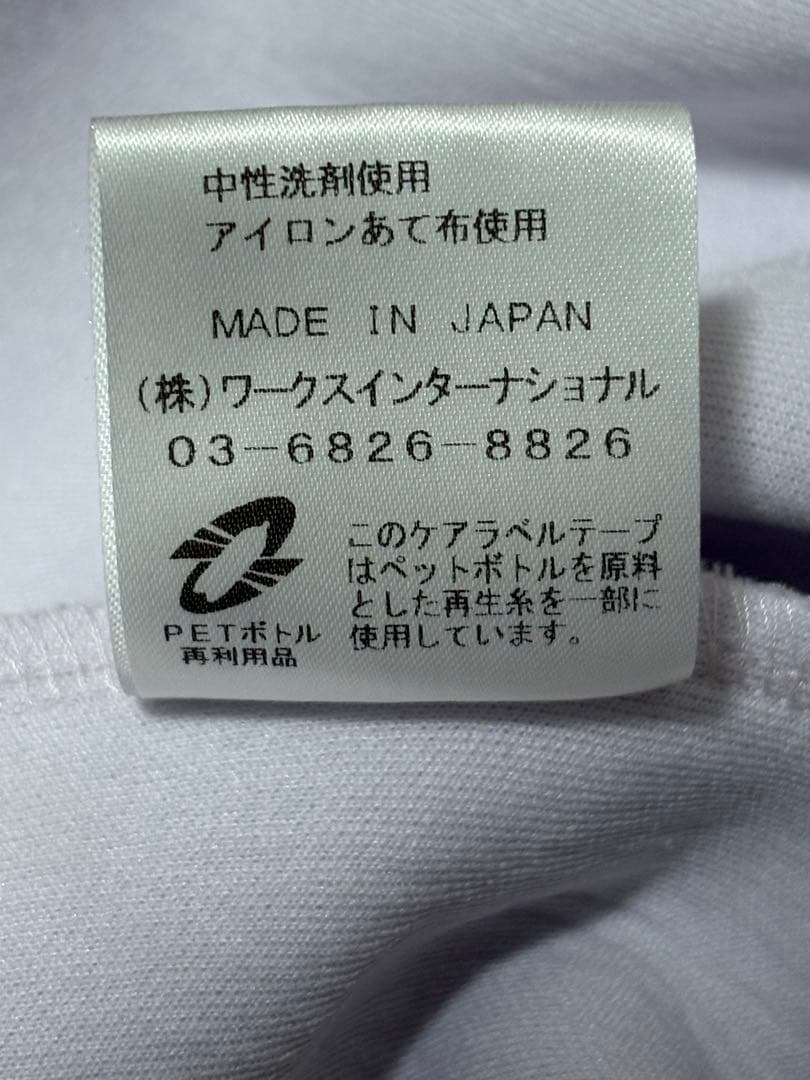 中性洗剤使用
アイロンあて布使用
MADE IN JAPAN
(株)ワークスインターナショナル
03-6826-8826
このケアラベルテープ
はペットボトルを原料
とした再生糸を一部に
使用しています。
PETボトル
再利用品